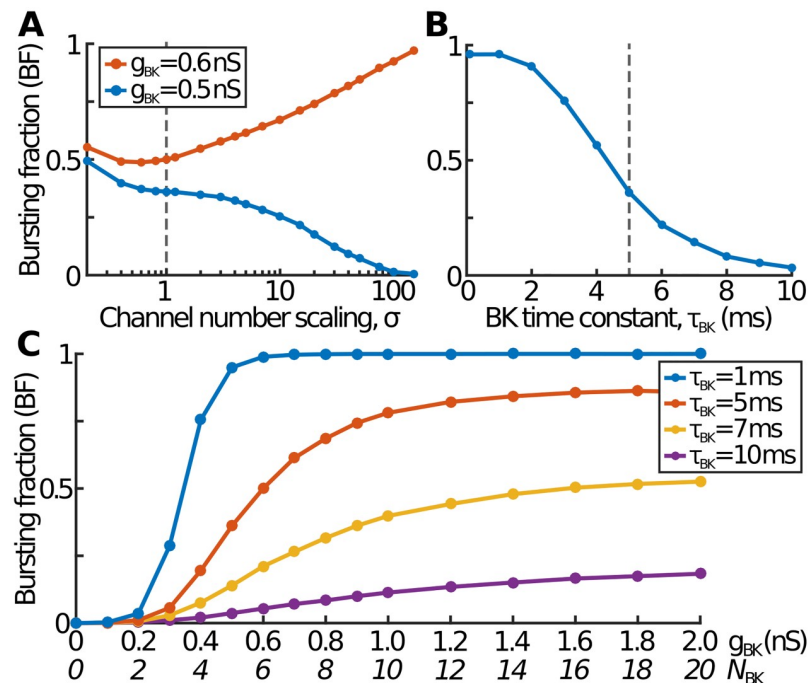 A
Bursting fraction (BF)
1
0.5
0
g_BK=0.6nS
g_BK=0.5nS
1 10 100
Channel number scaling, σ
B
1
0.5
0
0 2 4 6 8 10
BK time constant, τ_BK (ms)
C
Bursting fraction (BF)
1
0.5
0
τ_BK=1ms
τ_BK=5ms
τ_BK=7ms
τ_BK=10ms
0 0.2 0.4 0.6 0.8 1.0 1.2 1.4 1.6 1.8 2.0 g_BK(nS)
0 2 4 6 8 10 12 14 16 18 20 N_BK